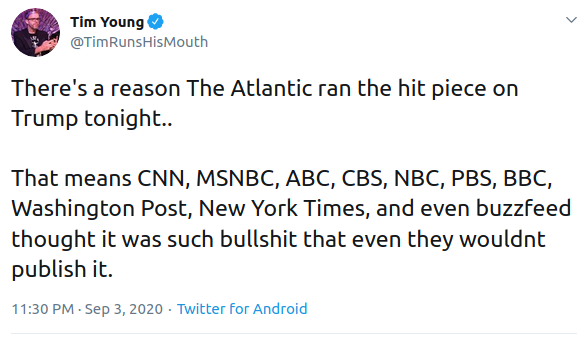 Tim Young
@TimRunsHisMouth
There's a reason The Atlantic ran the hit piece on
Trump tonight..
That means CNN, MSNBC, ABC, CBS, NBC, PBS, BBC,
Washington Post, New York Times, and even buzzfeed
thought it was such bullshit that even they wouldnt
publish it.
11:30 PM · Sep 3, 2020 · Twitter for Android